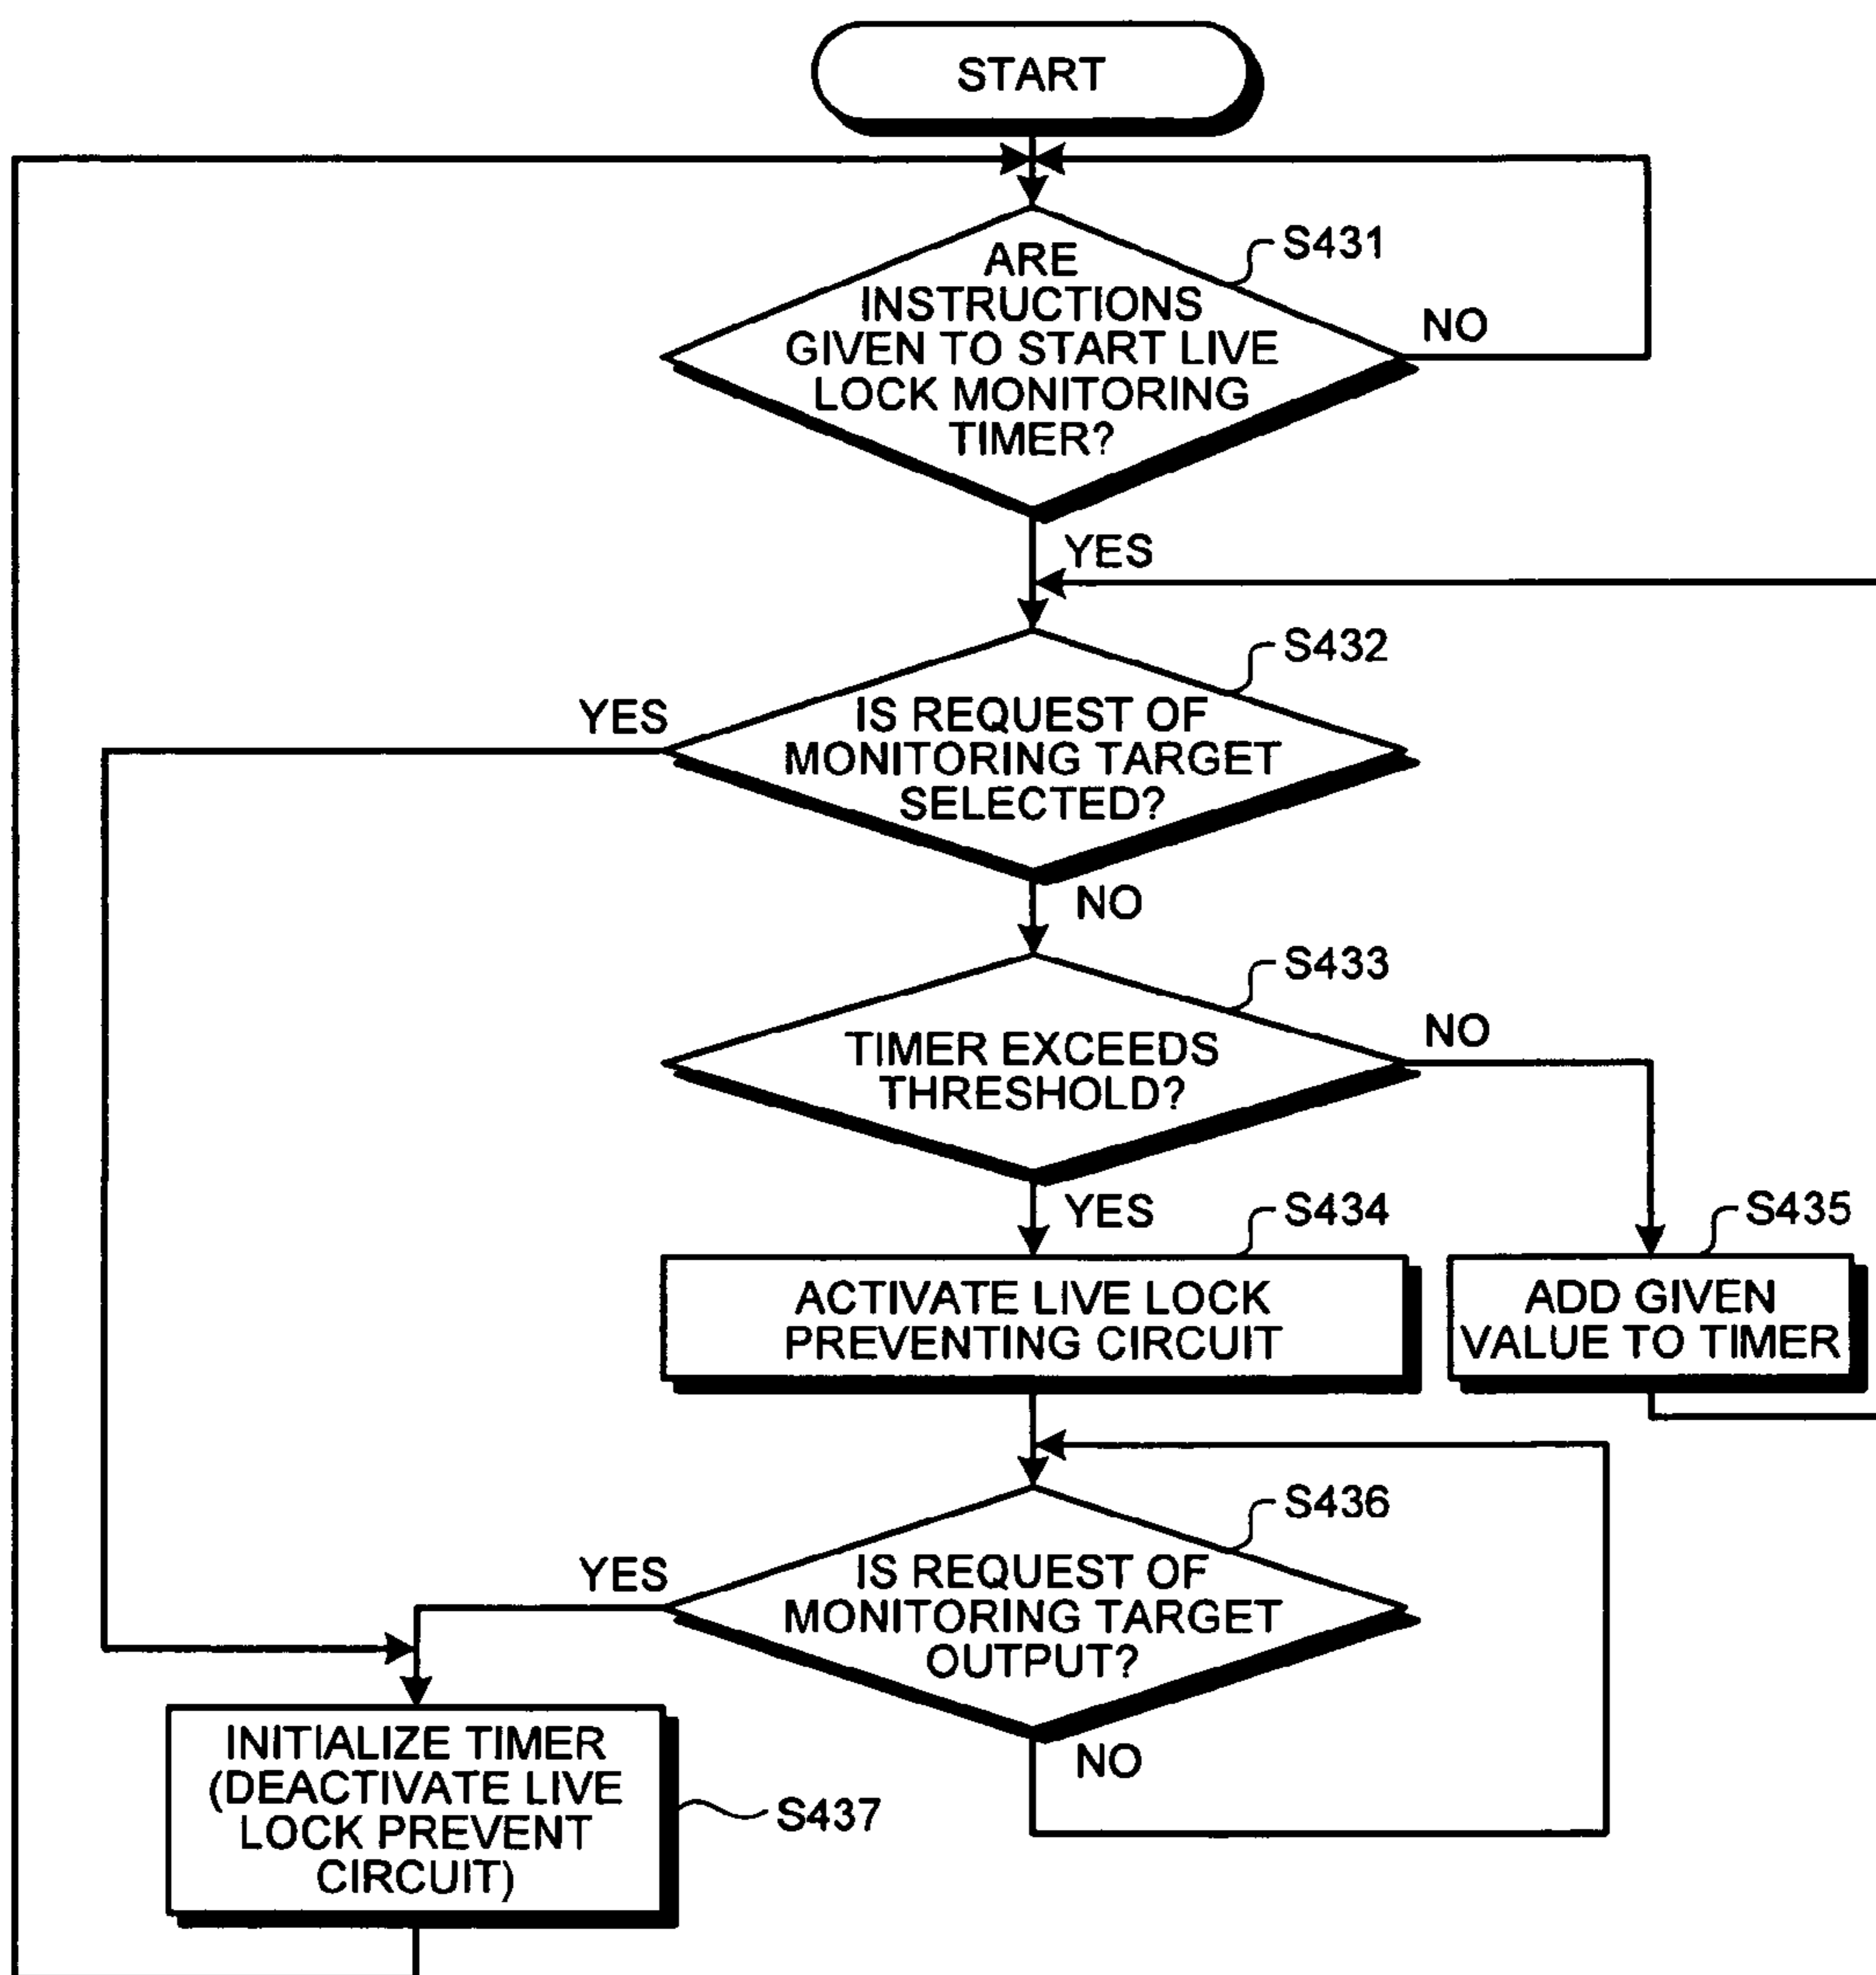 START
S431
ARE
INSTRUCTIONS
GIVEN TO START LIVE
LOCK MONITORING
TIMER?
NO
YES
S432
YES
IS REQUEST OF
MONITORING TARGET
SELECTED?
NO
S433
TIMER EXCEEDS
THRESHOLD?
NO
YES
S434
ACTIVATE LIVE LOCK
PREVENTING CIRCUIT
S435
ADD GIVEN
VALUE TO TIMER
S436
YES
IS REQUEST OF
MONITORING TARGET
OUTPUT?
NO
INITIALIZE TIMER
(DEACTIVATE LIVE
LOCK PREVENT
CIRCUIT)
S437